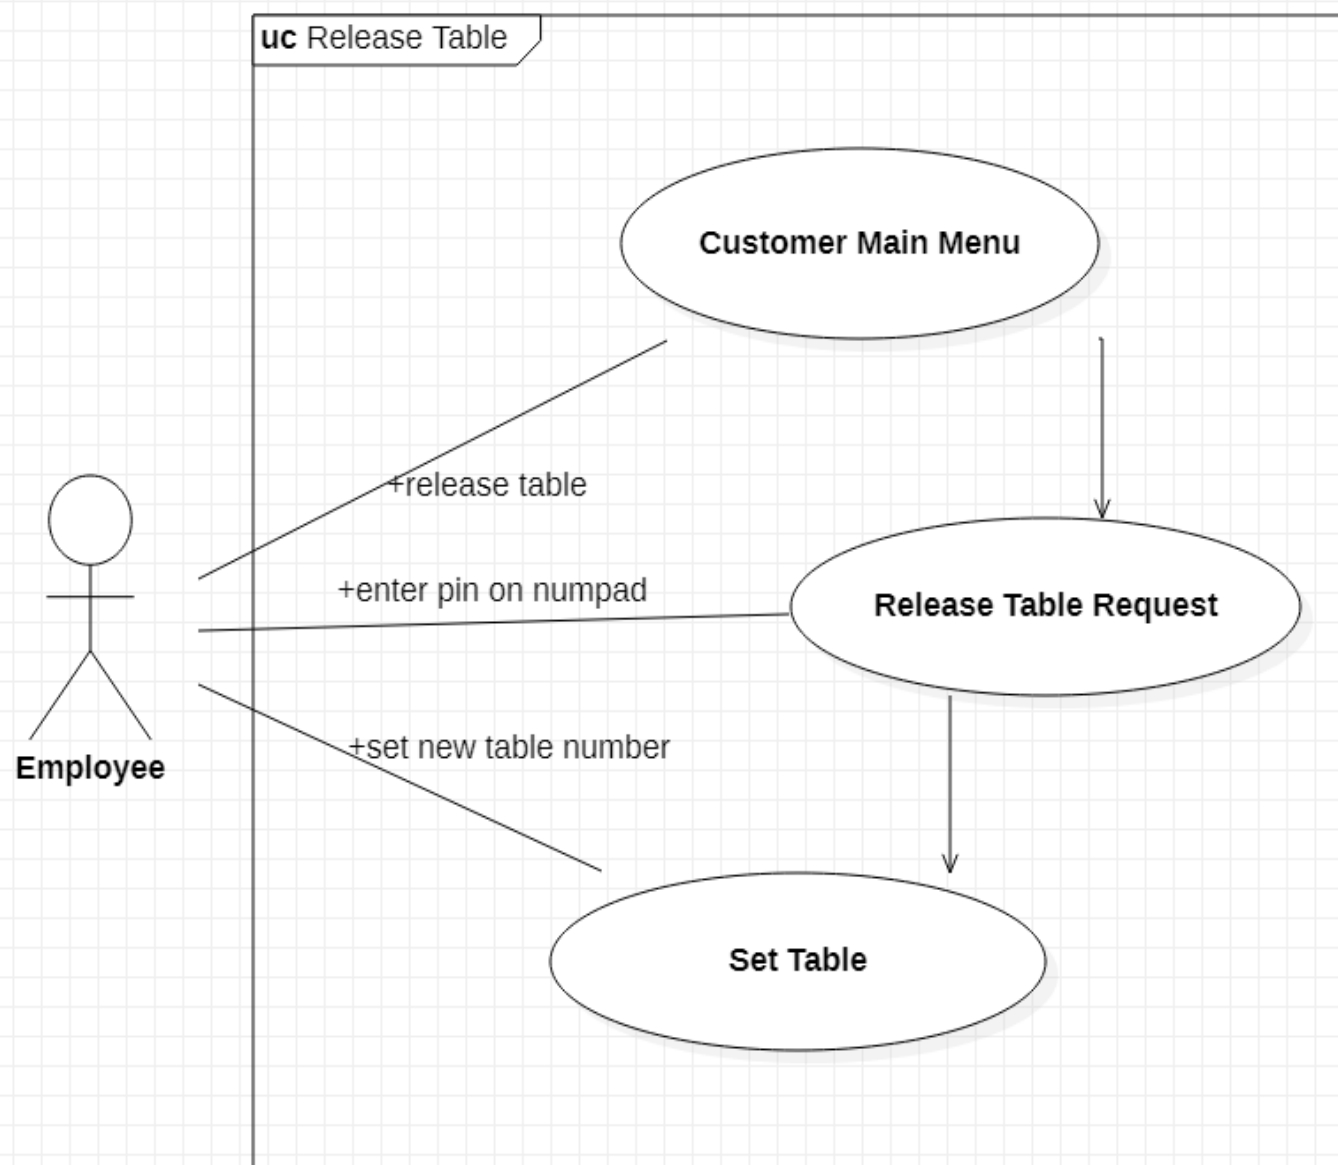 uc Release Table
Customer Main Menu
+release table
+enter pin on numpad
Release Table Request
+set new table number
Employee
Set Table